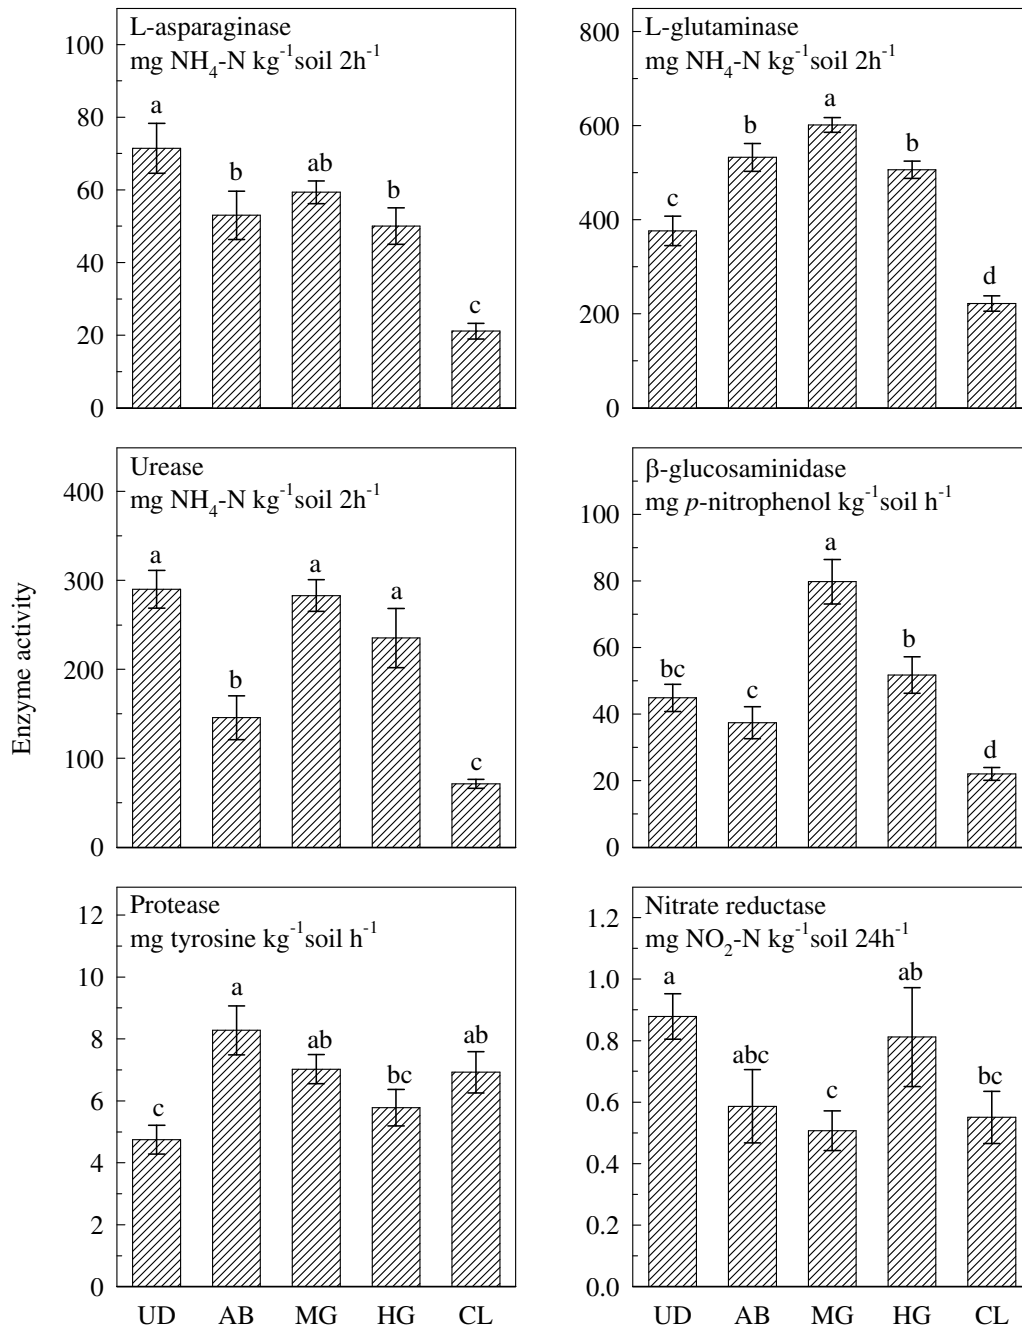 L-asparaginase
mg NH4-N kg-1soil 2h-1
100
80
60
40
20
0
a
b
ab
b
c
L-glutaminase
mg NH4-N kg-1soil 2h-1
800
600
400
200
0
c
b
a
b
d
Enzyme activity
Urease
mg NH4-N kg-1soil 2h-1
400
300
200
100
0
a
b
a
a
c
β-glucosaminidase
mg p-nitrophenol kg-1soil h-1
100
80
60
40
20
0
bc
c
a
b
d
Protease
mg tyrosine kg-1soil h-1
12
10
8
6
4
2
0
c
a
ab
bc
ab
UD AB MG HG CL
Nitrate reductase
mg NO2-N kg-1soil 24h-1
1.2
1.0
0.8
0.6
0.4
0.2
0.0
a
abc
c
ab
bc
UD AB MG HG CL